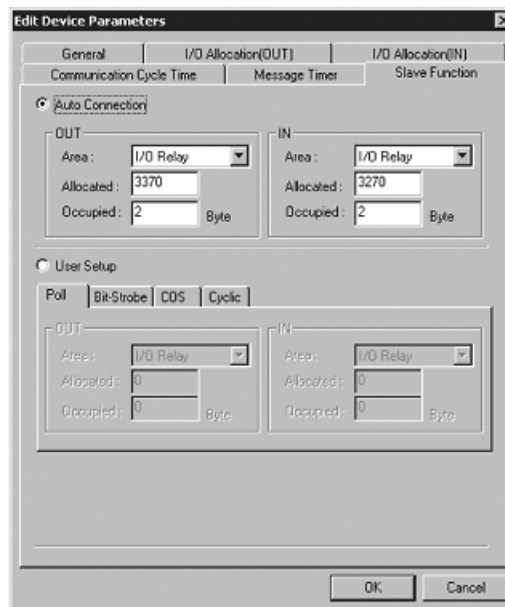 Edit Device Parameters
General
I/O Allocation(OUT)
I/O Allocation(IN)
Communication Cycle Time
Message Timer
Slave Function
Auto Connection
OUT
Area :
I/O Relay
Allocated :
3370
Occupied :
2
Byte
IN
Area :
I/O Relay
Allocated :
3270
Occupied :
2
Byte
User Setup
Poll
Bit-Strobe
COS
Cyclic
OUT
Area :
I/O Relay
Allocated :
0
Occupied :
0
Byte
IN
Area :
I/O Relay
Allocated :
0
Occupied :
0
Byte
OK
Cancel